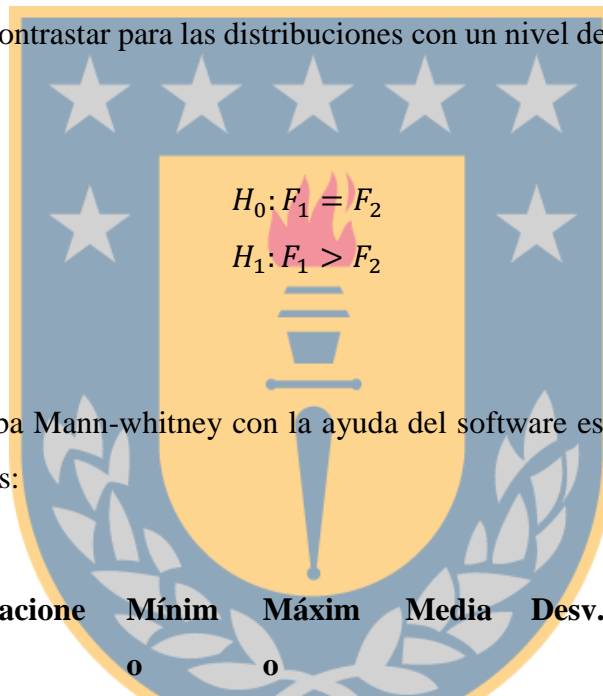 ontrastar para las distribuciones con un nivel de
H₀: F₁ = F₂
H₁: F₁ > F₂
ba Mann-whitney con la ayuda del software es
s:
acione Mínim Máxim Media Desv.
o o